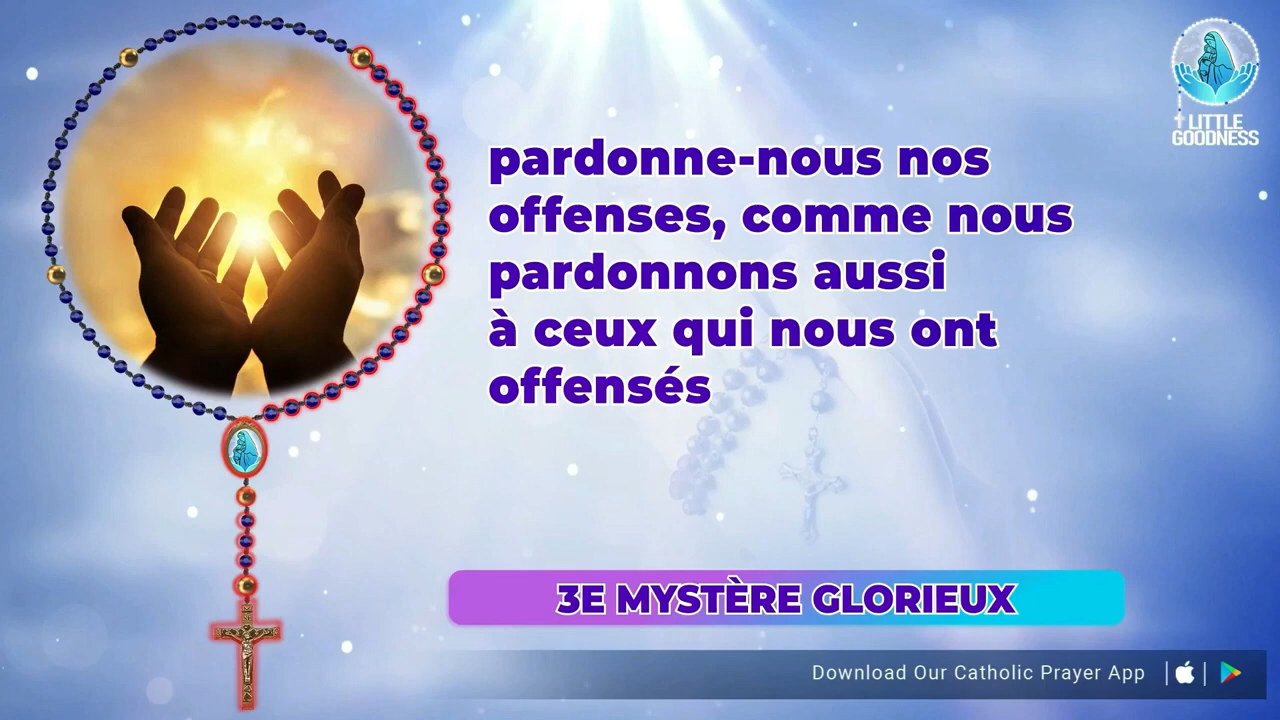 pardonne-nous nos
offenses, comme nous
pardonnons aussi
à ceux qui nous ont
offensés
3E MYSTÈRE GLORIEUX
Download Our Catholic Prayer App
LITTLE
GOODNESS